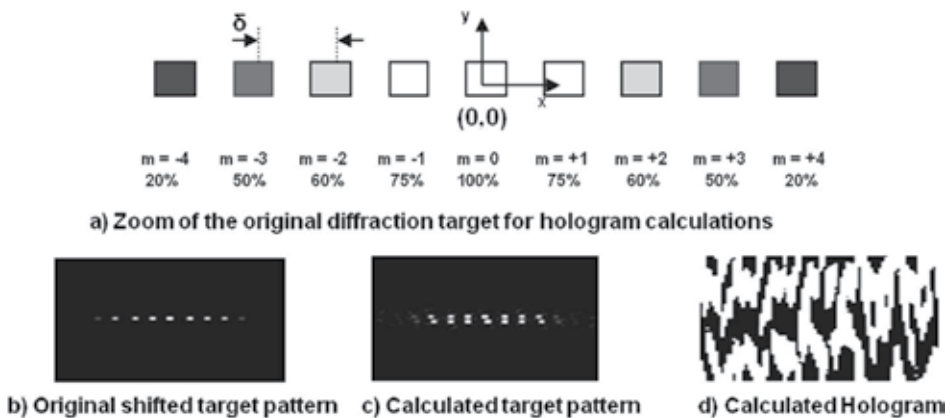 δ
y
x
(0,0)
m = -4 m = -3 m = -2 m = -1 m = 0 m = +1 m = +2 m = +3 m = +4
20% 50% 60% 75% 100% 75% 60% 50% 20%
a) Zoom of the original diffraction target for hologram calculations
b) Original shifted target pattern c) Calculated target pattern d) Calculated Hologram